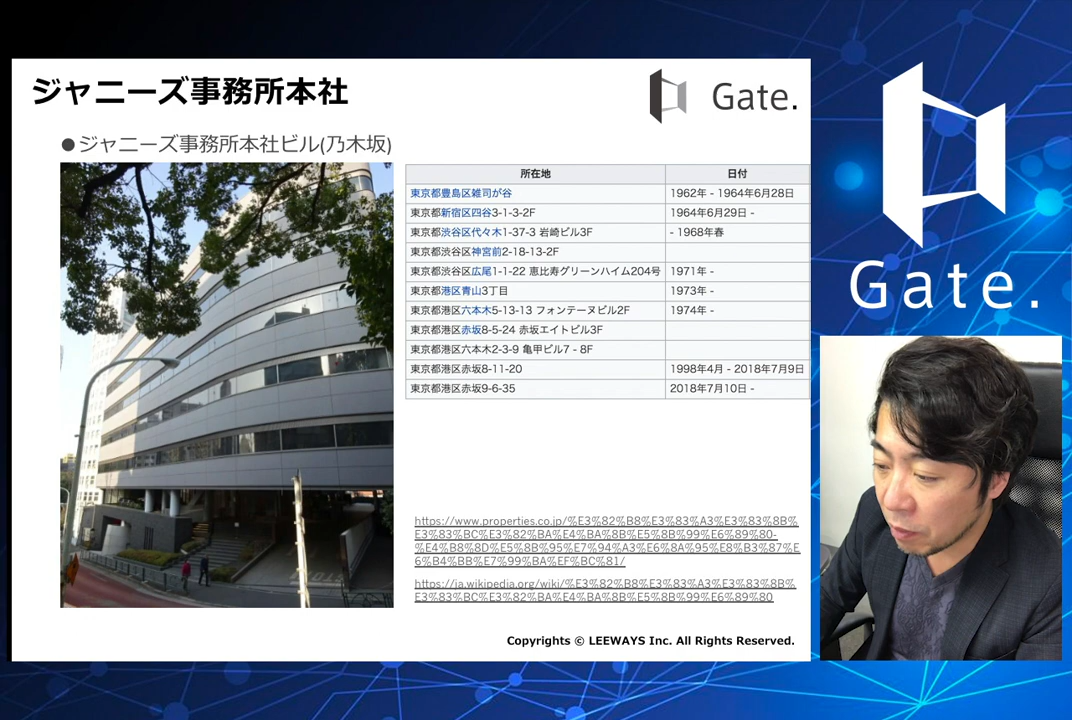 ジャニーズ事務所本社
Gate.
●ジャニーズ事務所本社ビル(乃木坂)
所在地 日付
東京都豊島区雑司が谷 1962年 - 1964年6月28日
東京都新宿区四谷3-1-3-2F 1964年6月29日 -
東京都渋谷区代々木1-37-3 岩崎ビル3F - 1968年春
東京都渋谷区神宮前2-18-13-2F
東京都渋谷区広尾1-1-22 恵比寿グリーンハイム204号 1971年 -
東京都港区青山3丁目 1973年 -
東京都港区六本木5-13-13 フォンテーヌビル2F 1974年 -
東京都港区赤坂8-5-24 赤坂エイトビル3F
東京都港区六本木2-3-9 亀甲ビル7 - 8F
東京都港区赤坂8-11-20 1998年4月 - 2018年7月9日
東京都港区赤坂9-6-35 2018年7月10日 -
https://www.properties.co.jp/%E3%82%B8%E3%83%A3%E3%83%8B%
E3%83%BC%E3%82%BA%E4%BA%8B%E5%8B%99%E6%89%80-
%E4%B8%8D%E5%8B%95%E7%94%A3%E6%8A%95%E8%B3%87%E
6%B4%BB%E7%99%BA%EF%BC%81/
https://ja.wikipedia.org/wiki/%E3%82%B8%E3%83%A3%E3%83%8B%
E3%83%BC%E3%82%BA%E4%BA%8B%E5%8B%99%E6%89%80
Copyrights © LEEWAYS Inc. All Rights Reserved.
Gate.